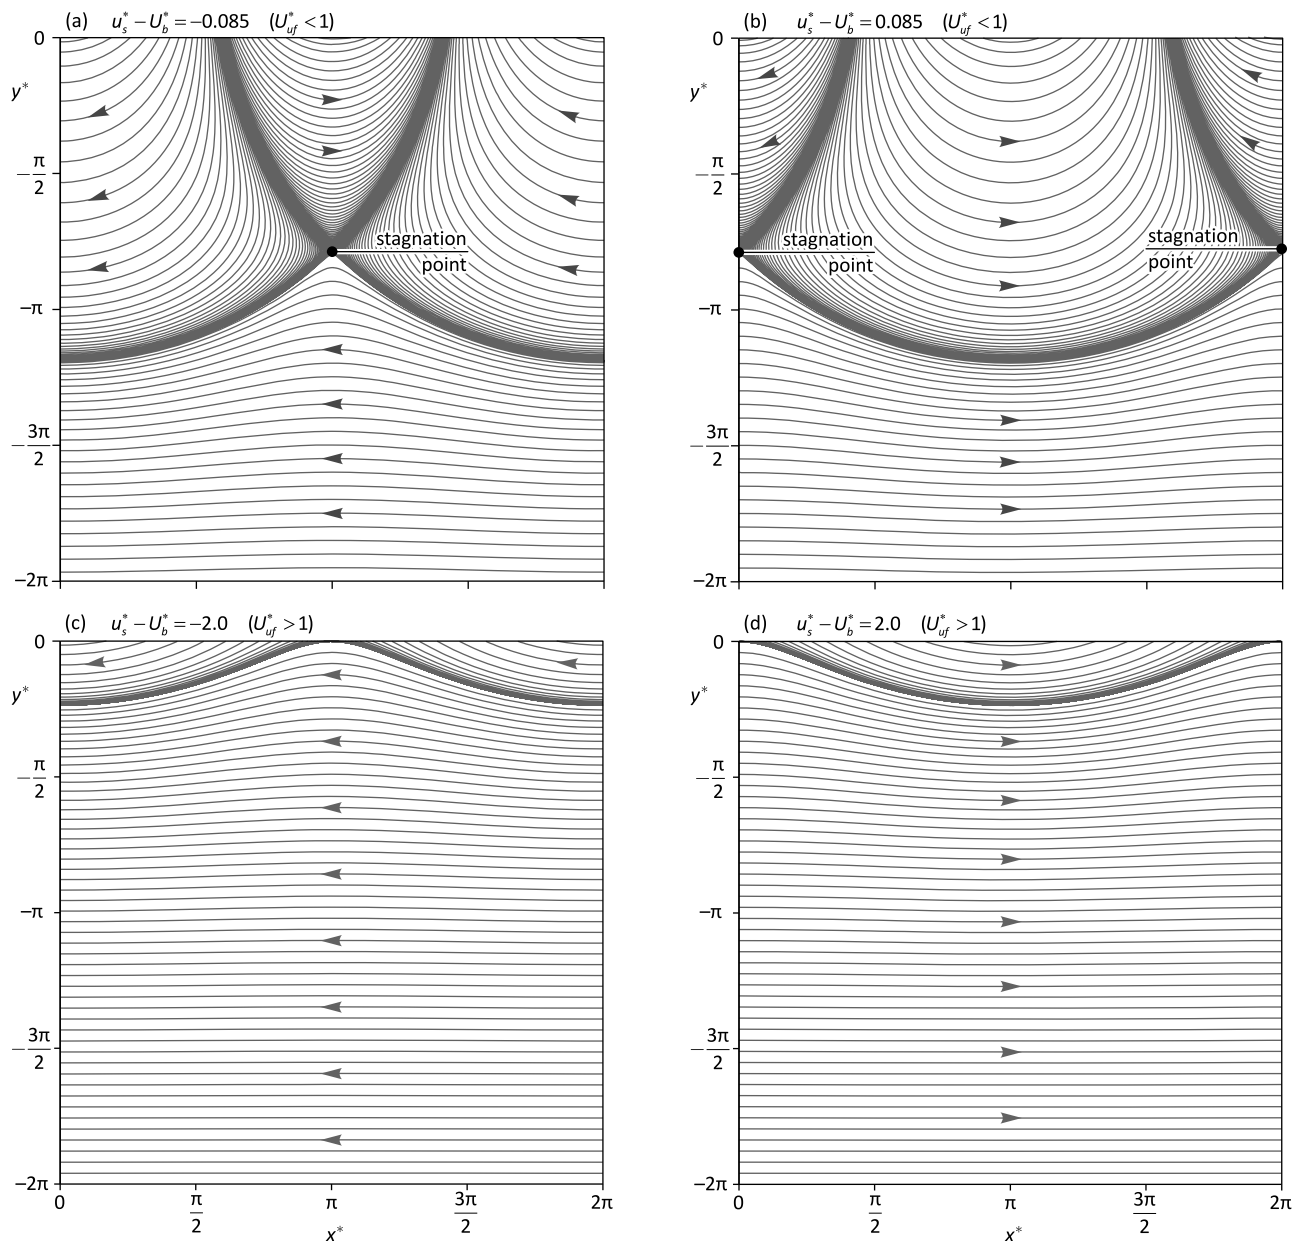 (a) u*s − U*b = −0.085 (U*uf < 1)
0
y*
−π/2
−π
−3π/2
−2π
stagnation
point
(b) u*s − U*b = 0.085 (U*uf < 1)
0
y*
−π/2
−π
−3π/2
−2π
stagnation
point
stagnation
point
(c) u*s − U*b = −2.0 (U*uf > 1)
0
y*
−π/2
−π
−3π/2
−2π
0 π/2 π 3π/2 2π
x*
(d) u*s − U*b = 2.0 (U*uf > 1)
0
y*
−π/2
−π
−3π/2
−2π
0 π/2 π 3π/2 2π
x*